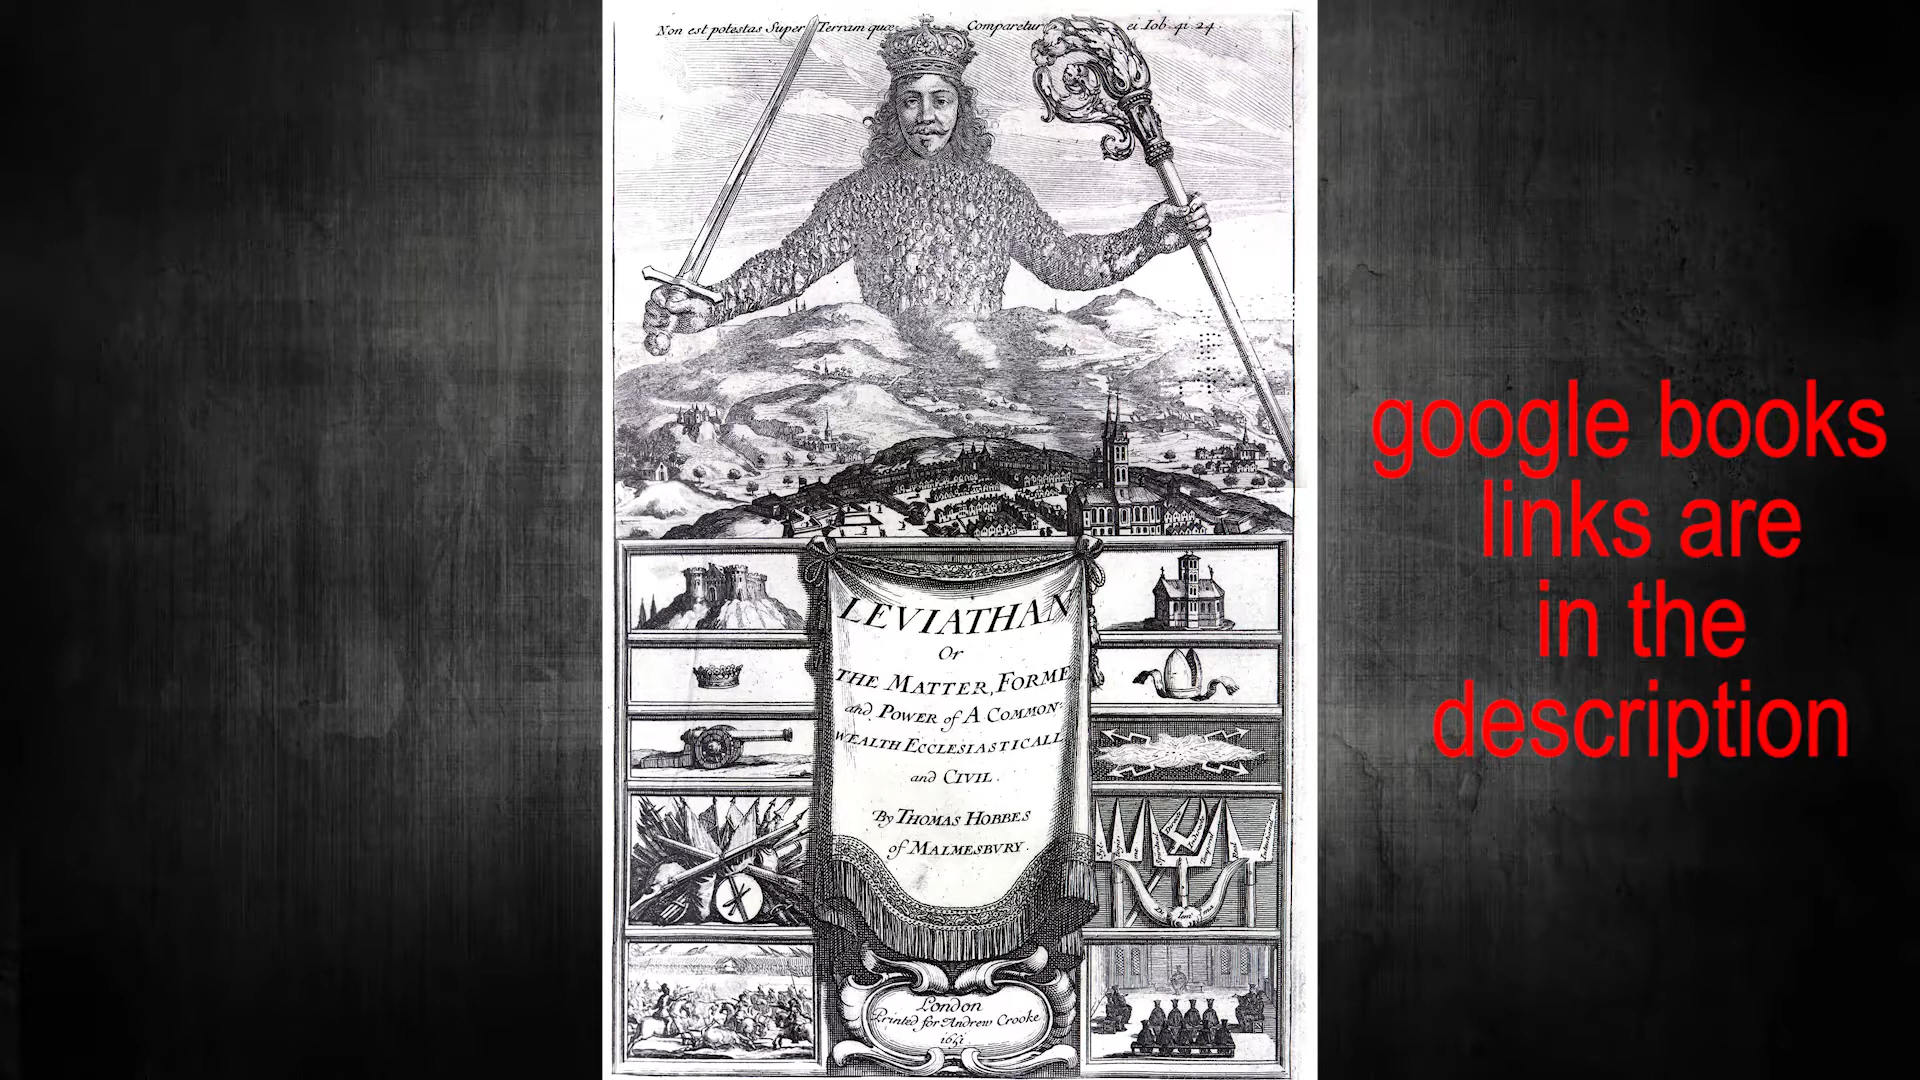 Non est potestas Super Terram quæ Comparetur ei Iob. 41. 24.
LEVIATHAN
Or
THE MATTER, FORME
and POWER of A COMMON-
WEALTH ECCLESIASTICALL
and CIVIL.
By THOMAS HOBBES
of MALMESBVRY.
London
Printed for Andrew Crooke
1651
google books
links are
in the
description